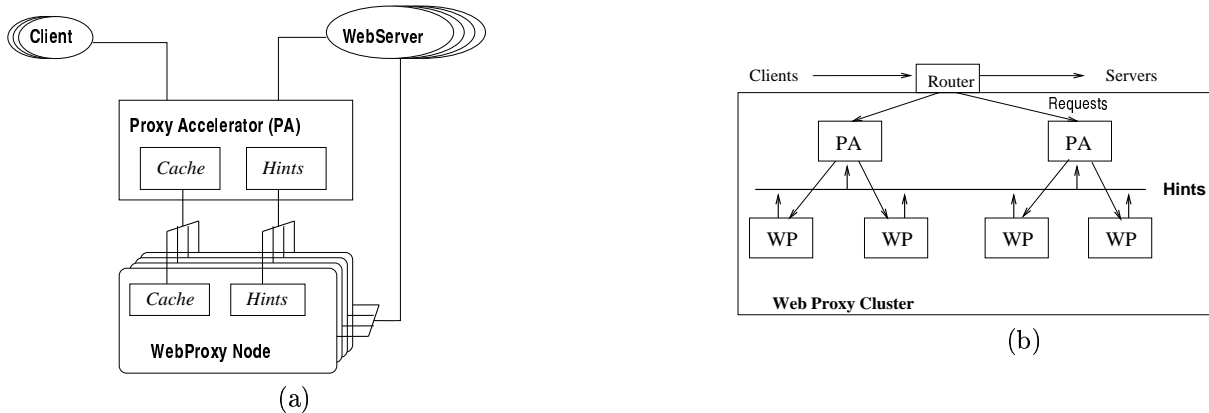 Client
WebServer
Proxy Accelerator (PA)
Cache
Hints
Cache
Hints
WebProxy Node
(a)
Clients
Router
Servers
Requests
PA
PA
Hints
WP
WP
WP
WP
Web Proxy Cluster
(b)